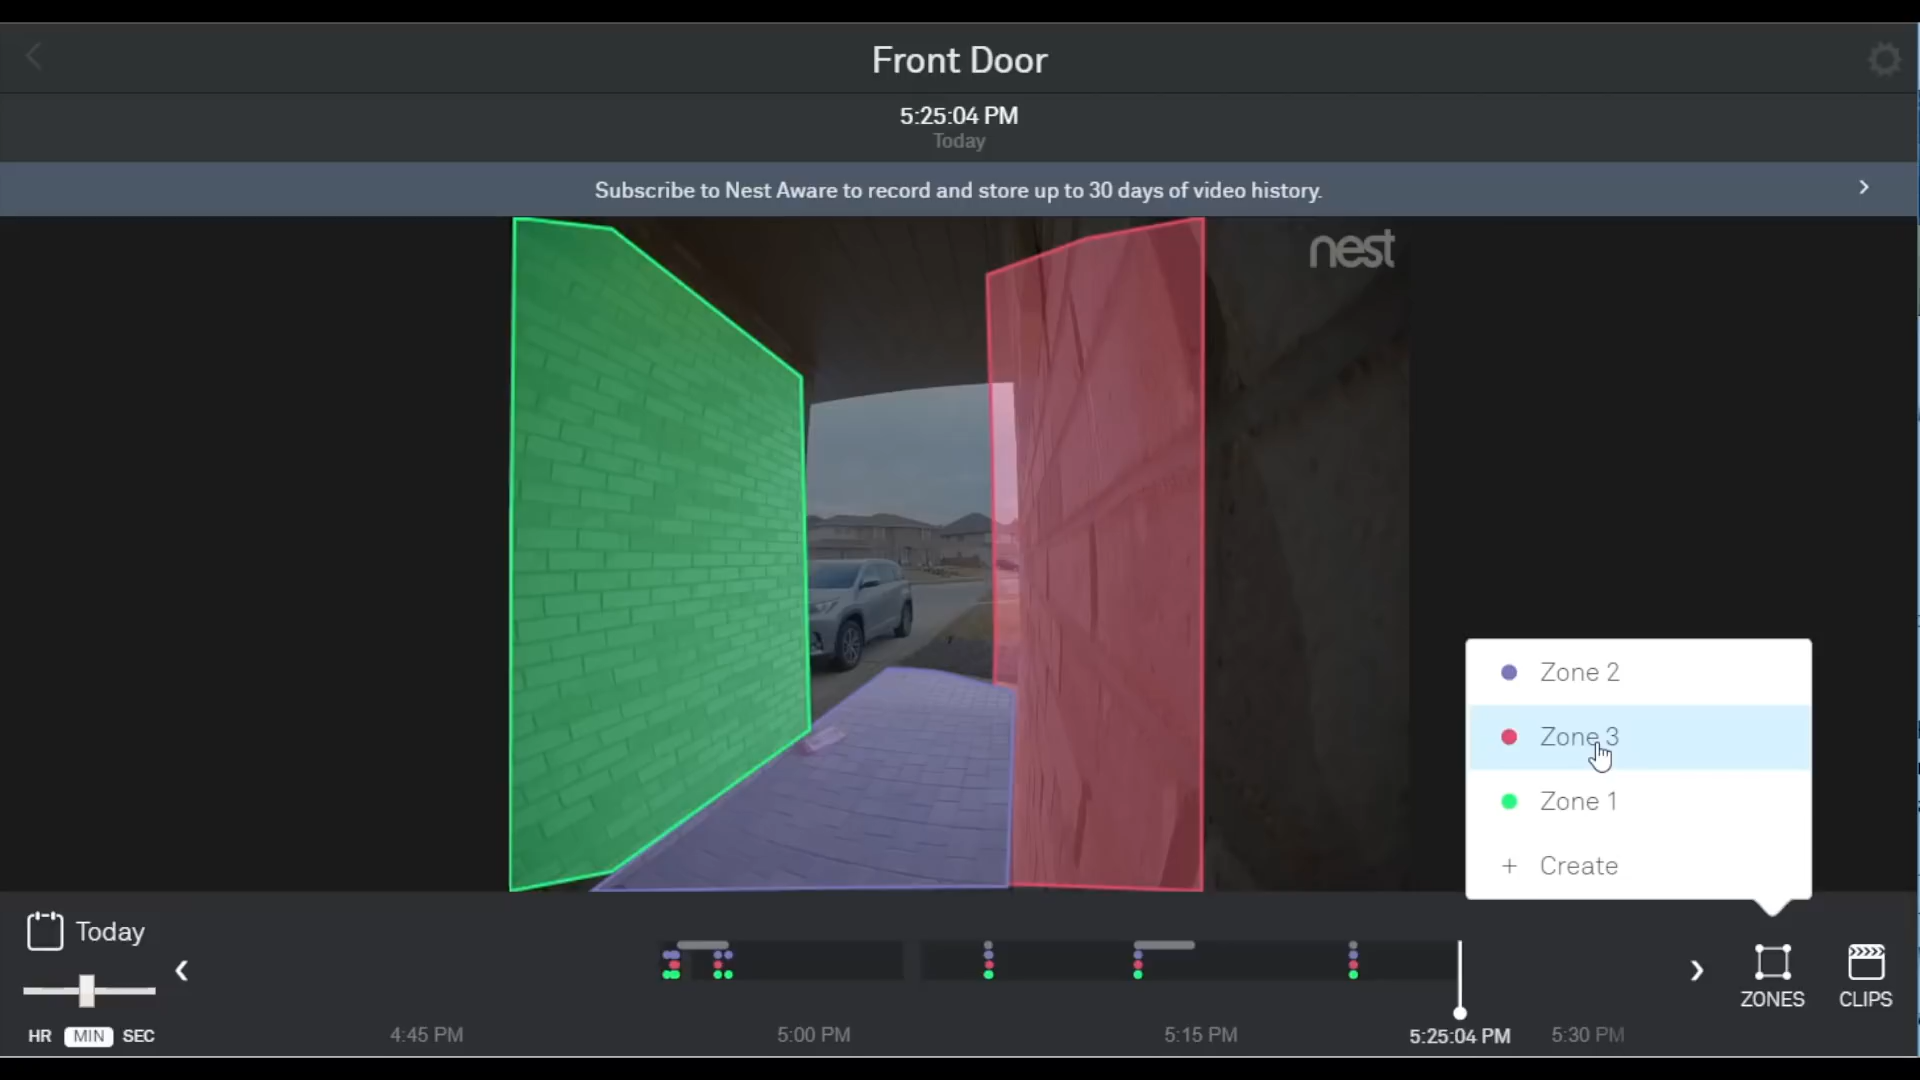 Front Door
5:25:04 PM
Today
Subscribe to Nest Aware to record and store up to 30 days of video history.
nest
Zone 2
Zone 3
Zone 1
+ Create
Today
ZONES
CLIPS
HR MIN SEC
4:45 PM
5:00 PM
5:15 PM
5:25:04 PM
5:30 PM